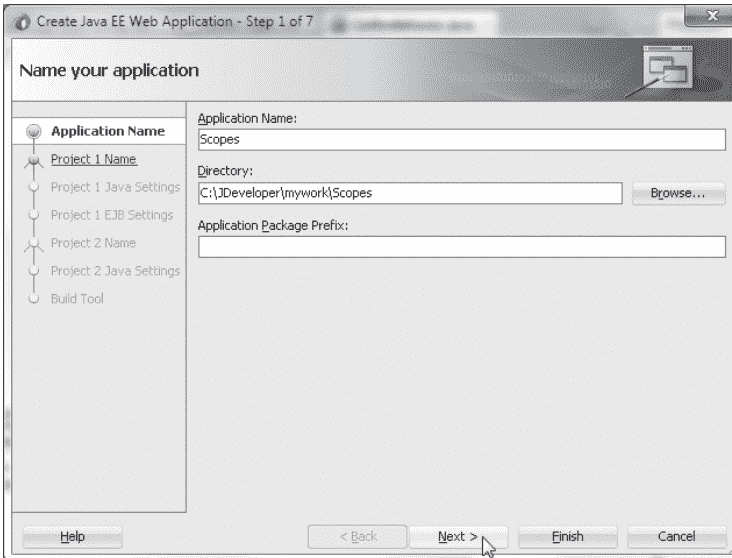 Create Java EE Web Application - Step 1 of 7
Name your application
Application Name
Project 1 Name
Project 1 Java Settings
Project 1 EJB Settings
Project 2 Name
Project 2 Java Settings
Build Tool
Application Name:
Scopes
Directory:
C:\JDeveloper\mywork\Scopes
Browse...
Application Package Prefix:
Help
< Back
Next >
Finish
Cancel